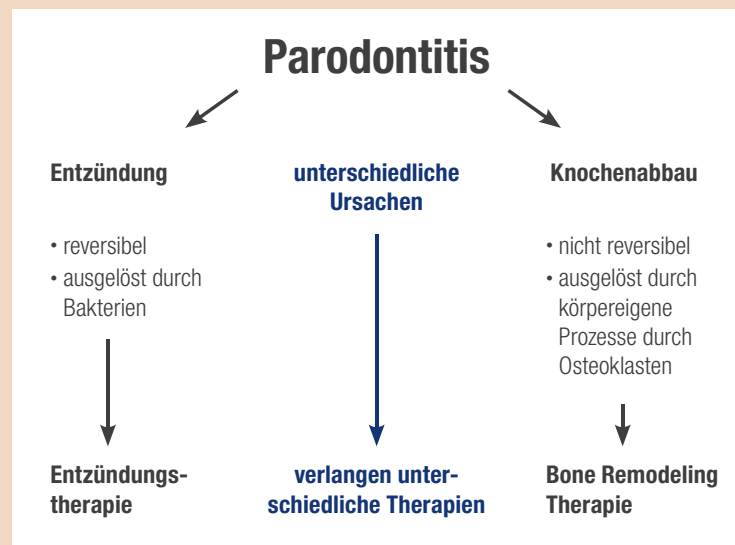 Parodontitis
Entzündung
• reversibel
• ausgelöst durch
Bakterien
Entzündungs-
therapie
unterschiedliche
Ursachen
verlangen unter-
schiedliche Therapien
Knochenabbau
• nicht reversibel
• ausgelöst durch
körpereigene
Prozesse durch
Osteoklasten
Bone Remodeling
Therapie